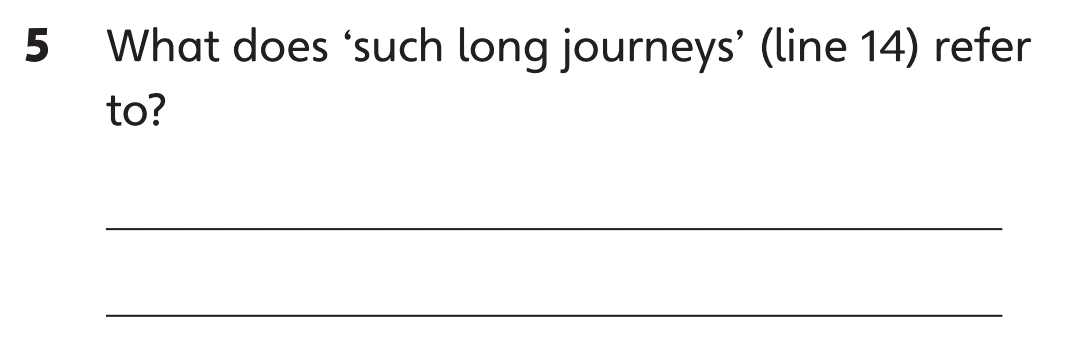 5 What does ‘such long journeys’ (line 14) refer
to?